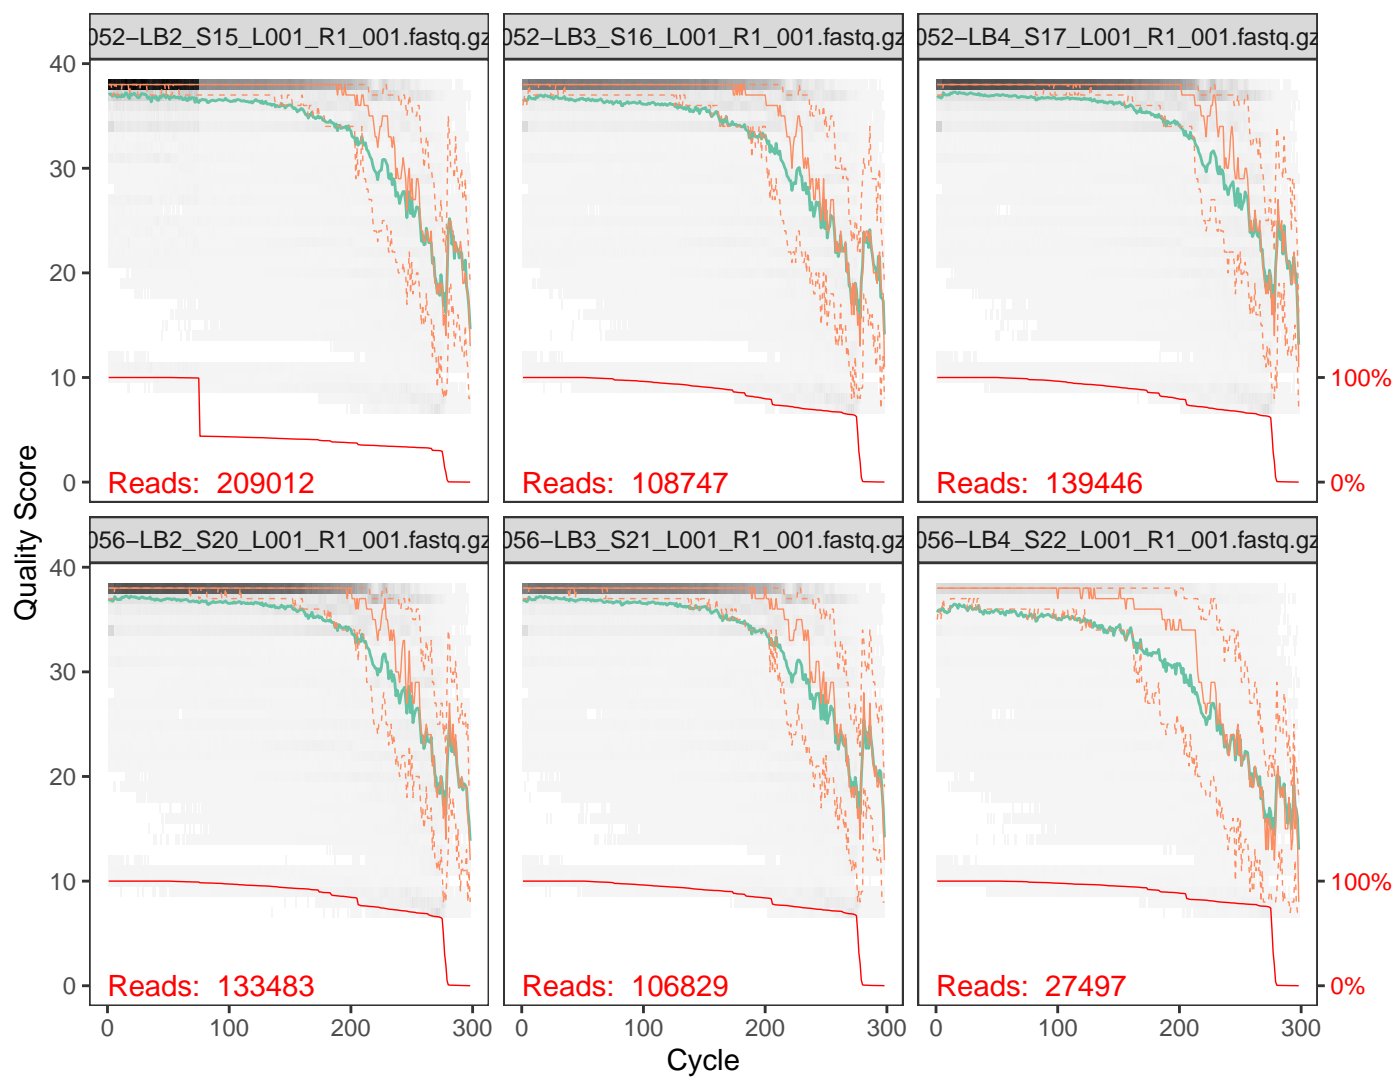 052−LB2_S15_L001_R1_001.fastq.gz
052−LB3_S16_L001_R1_001.fastq.gz
052−LB4_S17_L001_R1_001.fastq.gz
40
30
20
10
0
Reads: 209012
Reads: 108747
Reads: 139446
100%
0%
056−LB2_S20_L001_R1_001.fastq.gz
056−LB3_S21_L001_R1_001.fastq.gz
056−LB4_S22_L001_R1_001.fastq.gz
40
30
20
10
0
Reads: 133483
Reads: 106829
Reads: 27497
100%
0%
0 100 200 300
0 100 200 300
0 100 200 300
Cycle
Quality Score